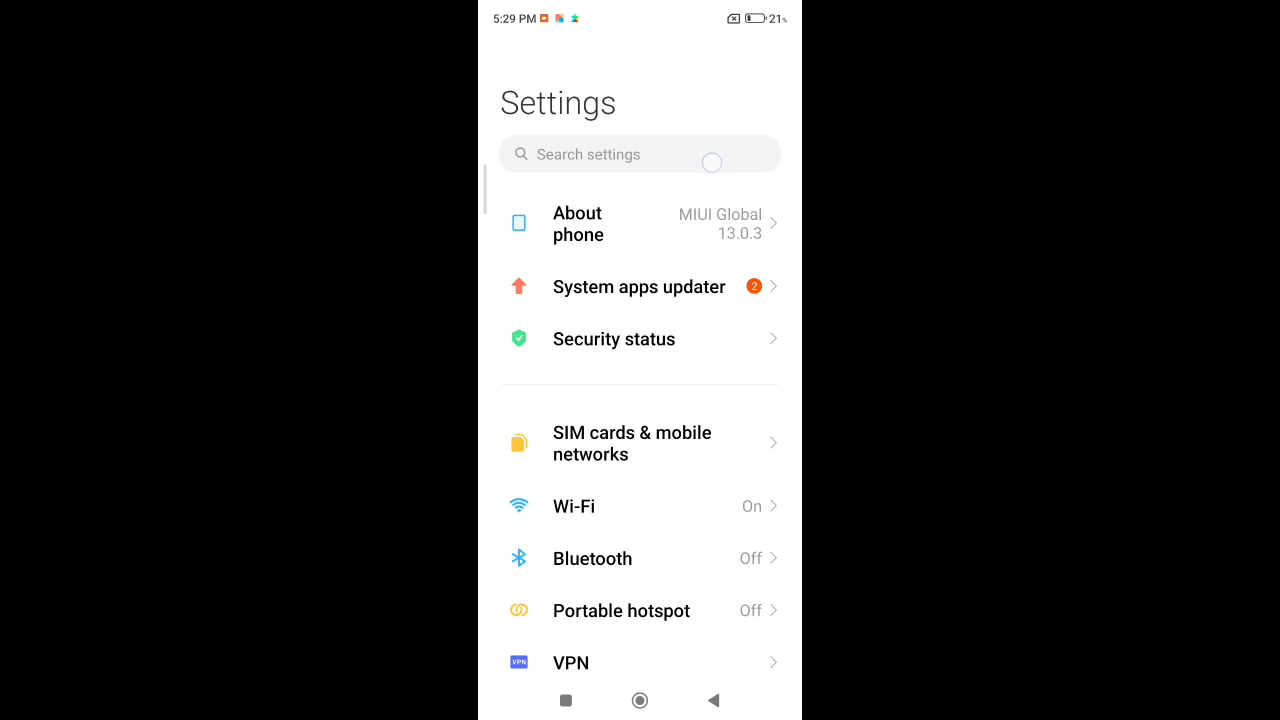 5:29 PM 21%
Settings
Search settings
About
phone
MIUI Global
13.0.3
System apps updater 2
Security status
SIM cards & mobile
networks
Wi-Fi On
Bluetooth Off
Portable hotspot Off
VPN VPN